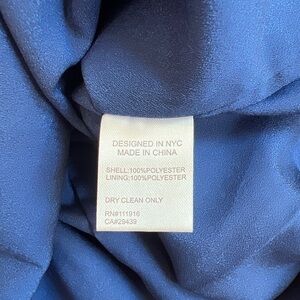 DESIGNED IN NYC
MADE IN CHINA
SHELL:100%POLYESTER
LINING:100%POLYESTER
DRY CLEAN ONLY
RN#111916
CA#29439